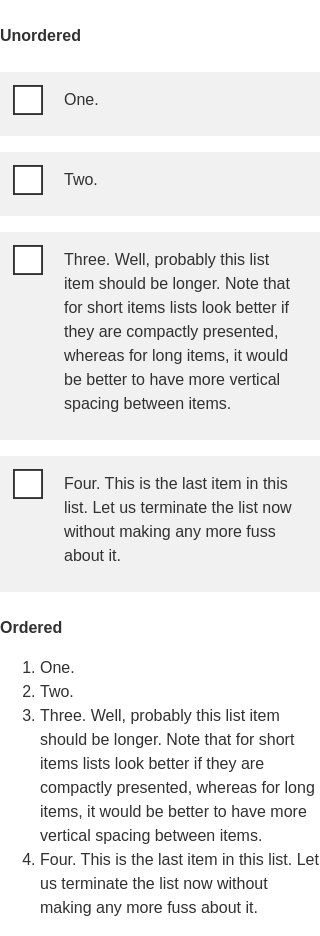 Unordered
One.
Two.
Three. Well, probably this list
item should be longer. Note that
for short items lists look better if
they are compactly presented,
whereas for long items, it would
be better to have more vertical
spacing between items.
Four. This is the last item in this
list. Let us terminate the list now
without making any more fuss
about it.
Ordered
1. One.
2. Two.
3. Three. Well, probably this list item
should be longer. Note that for short
items lists look better if they are
compactly presented, whereas for long
items, it would be better to have more
vertical spacing between items.
4. Four. This is the last item in this list. Let
us terminate the list now without
making any more fuss about it.